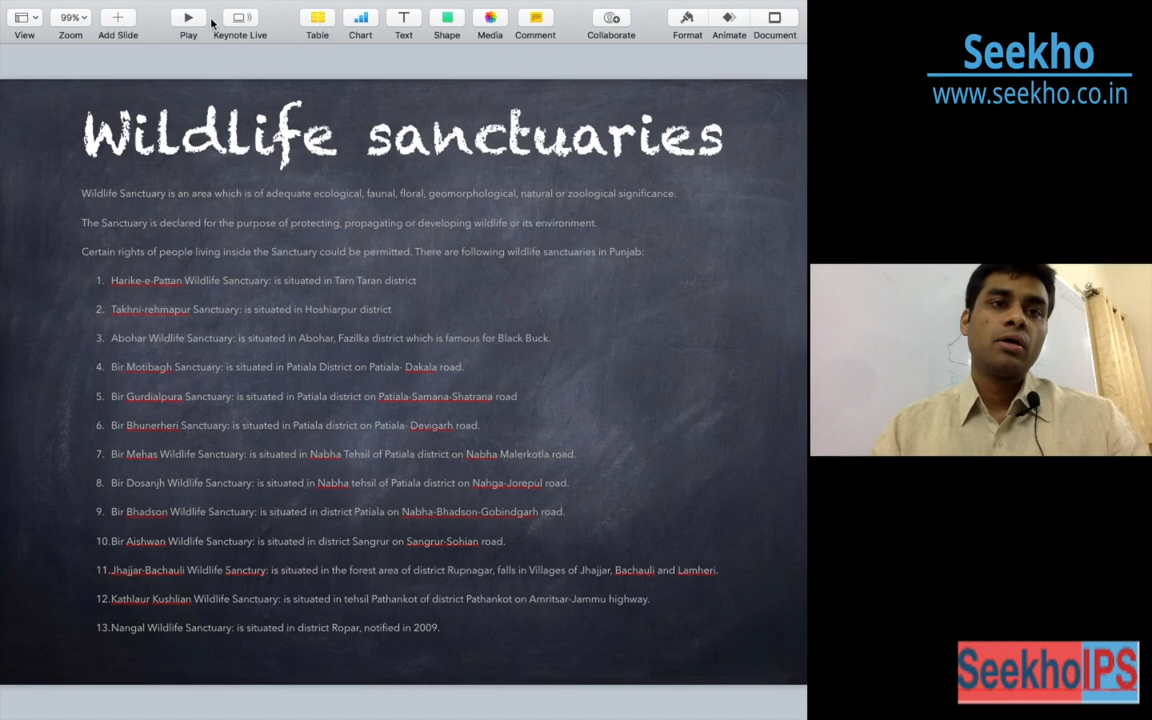 99%
View
Zoom
Add Slide
Play
Keynote Live
Table
Chart
Text
Shape
Media
Comment
Collaborate
Format
Animate
Document
Wildlife sanctuaries
Wildlife Sanctuary is an area which is of adequate ecological, faunal, floral, geomorphological, natural or zoological significance.
The Sanctuary is declared for the purpose of protecting, propagating or developing wildlife or its environment.
Certain rights of people living inside the Sanctuary could be permitted. There are following wildlife sanctuaries in Punjab:
1. Harike-e-Pattan Wildlife Sanctuary: is situated in Tarn Taran district
2. Takhni-rehmapur Sanctuary: is situated in Hoshiarpur district
3. Abohar Wildlife Sanctuary: is situated in Abohar, Fazilka district which is famous for Black Buck.
4. Bir Motibagh Sanctuary: is situated in Patiala District on Patiala- Dakala road.
5. Bir Gurdialpura Sanctuary: is situated in Patiala district on Patiala-Samana-Shatrana road
6. Bir Bhunerheri Sanctuary: is situated in Patiala district on Patiala- Devigarh road.
7. Bir Mehas Wildlife Sanctuary: is situated in Nabha Tehsil of Patiala district on Nabha Malerkotla road.
8. Bir Dosanjh Wildlife Sanctuary: is situated in Nabha tehsil of Patiala district on Nahga-Jorepul road.
9. Bir Bhadson Wildlife Sanctuary: is situated in district Patiala on Nabha-Bhadson-Gobindgarh road.
10. Bir Aishwan Wildlife Sanctuary: is situated in district Sangrur on Sangrur-Sohian road.
11. Jhajjar-Bachauli Wildlife Sanctury: is situated in the forest area of district Rupnagar, falls in Villages of Jhajjar, Bachauli and Lamheri.
12. Kathlaur Kushlian Wildlife Sanctuary: is situated in tehsil Pathankot of district Pathankot on Amritsar-Jammu highway.
13. Nangal Wildlife Sanctuary: is situated in district Ropar, notified in 2009.
Seekho
www.seekho.co.in
SeekhoIPS